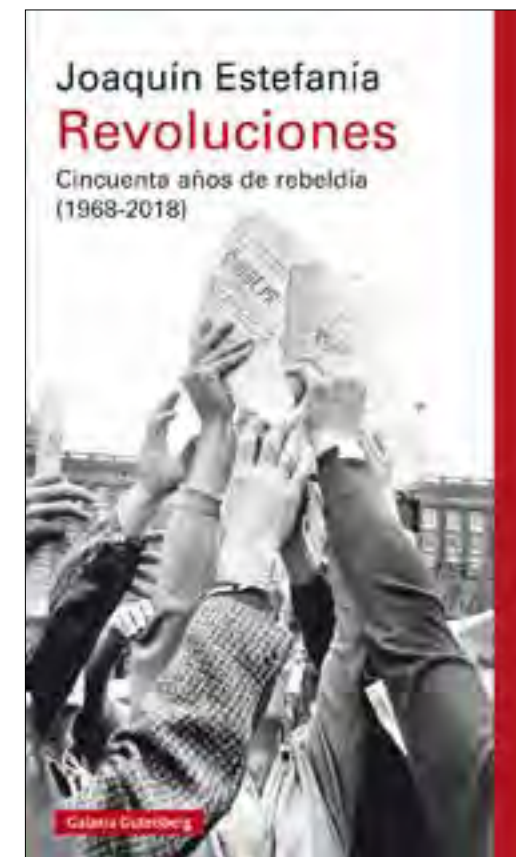 Joaquín Estefanía
Revoluciones
Cincuenta años de rebeldía
(1968-2018)
Galaxia Gutenberg